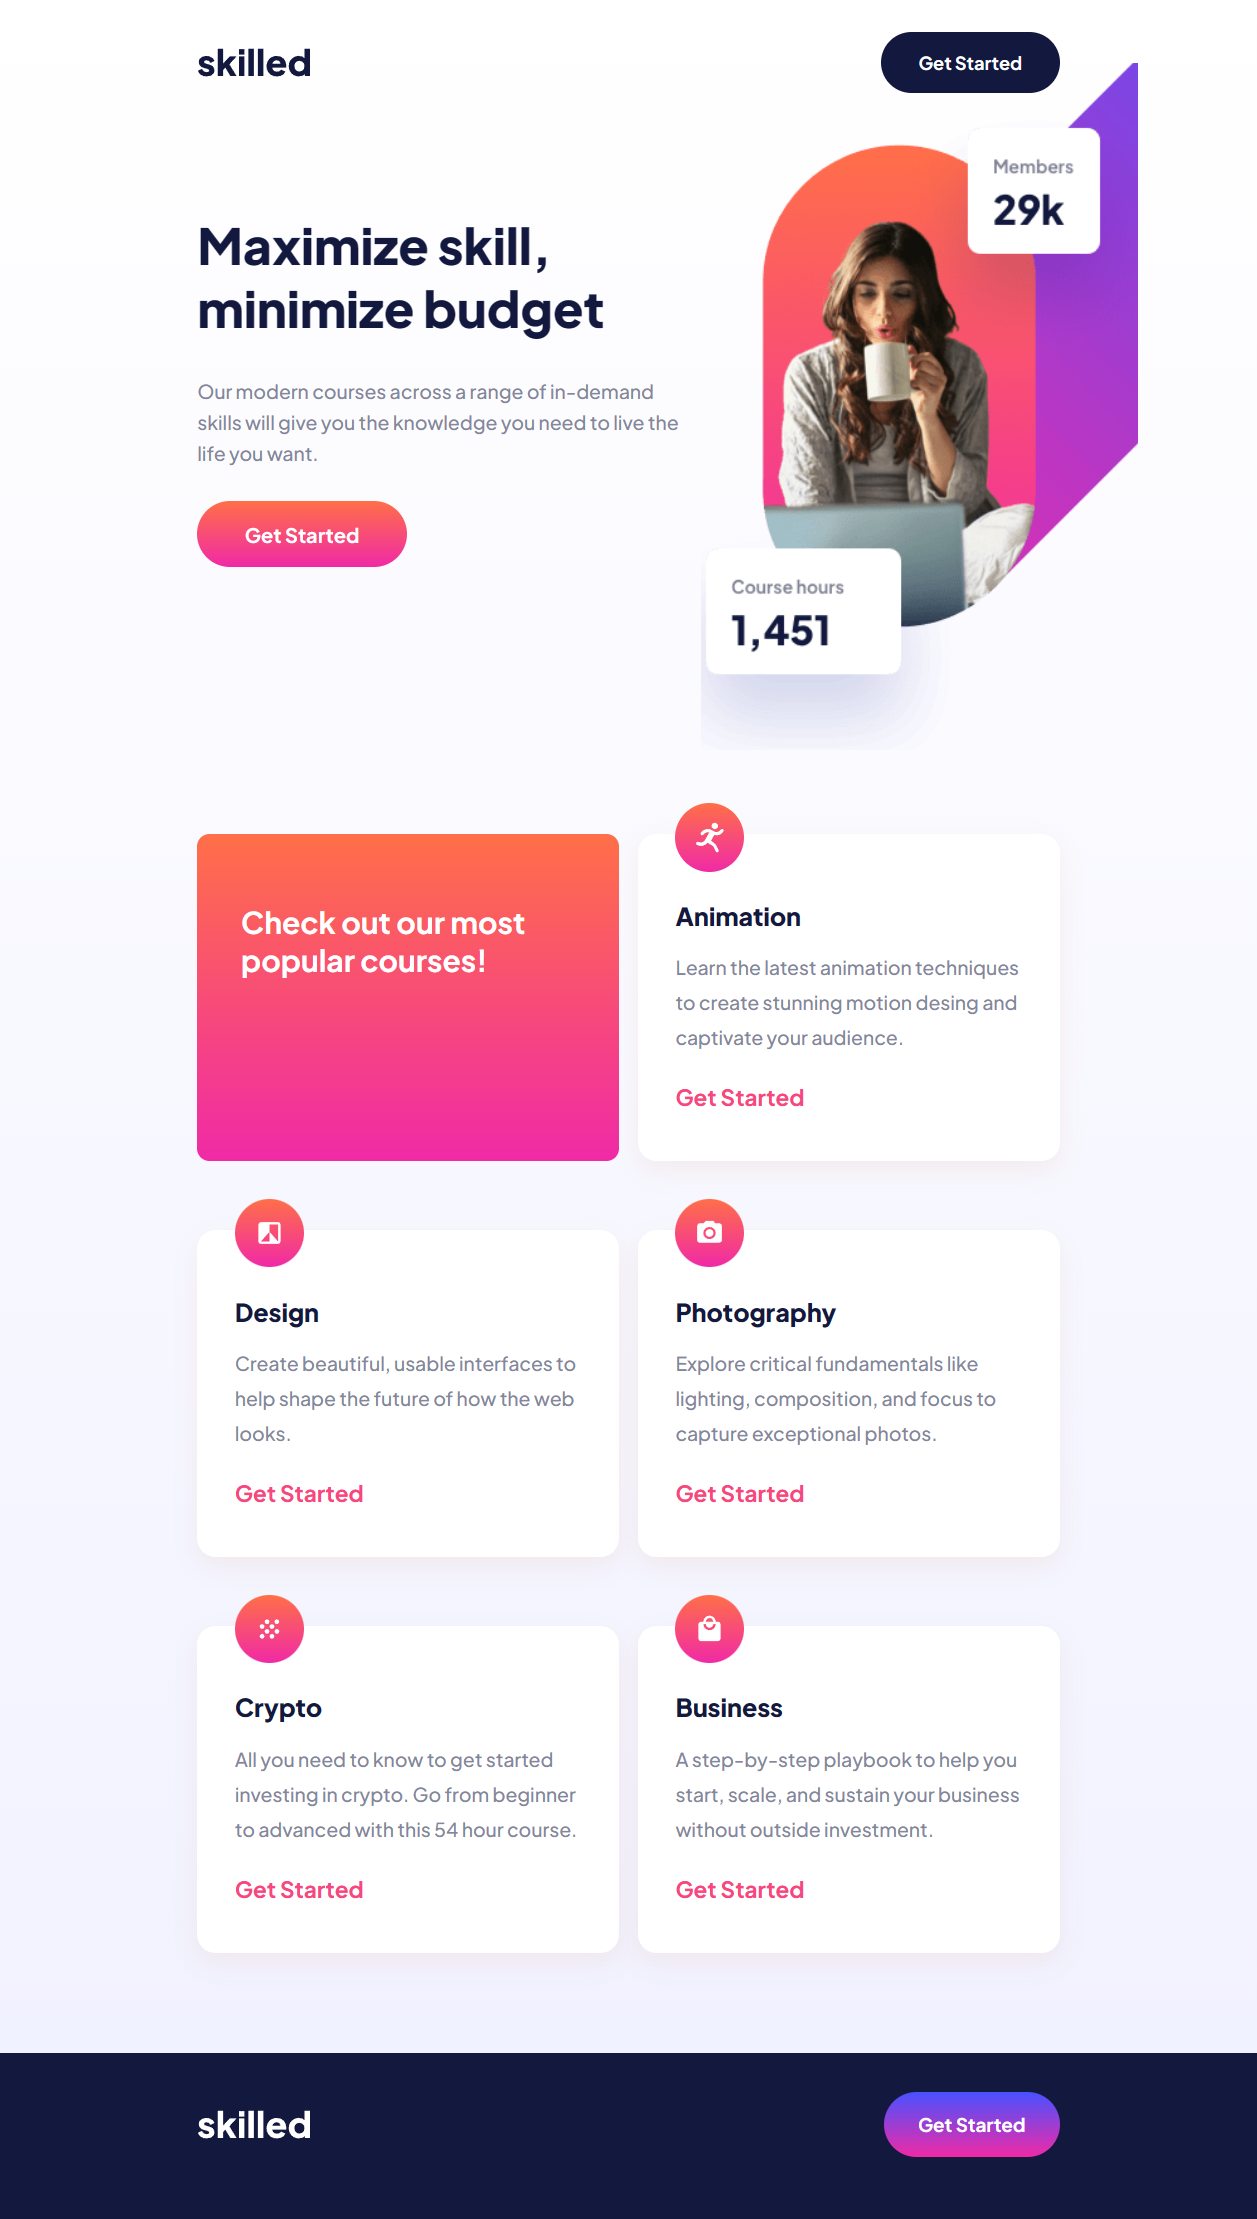 skilled
Get Started
Members
29k
Maximize skill,
minimize budget
Our modern courses across a range of in-demand
skills will give you the knowledge you need to live the
life you want.
Get Started
Course hours
1,451
Check out our most
popular courses!
Animation
Learn the latest animation techniques
to create stunning motion desing and
captivate your audience.
Get Started
Design
Create beautiful, usable interfaces to
help shape the future of how the web
looks.
Get Started
Photography
Explore critical fundamentals like
lighting, composition, and focus to
capture exceptional photos.
Get Started
Crypto
All you need to know to get started
investing in crypto. Go from beginner
to advanced with this 54 hour course.
Get Started
Business
A step-by-step playbook to help you
start, scale, and sustain your business
without outside investment.
Get Started
skilled
Get Started